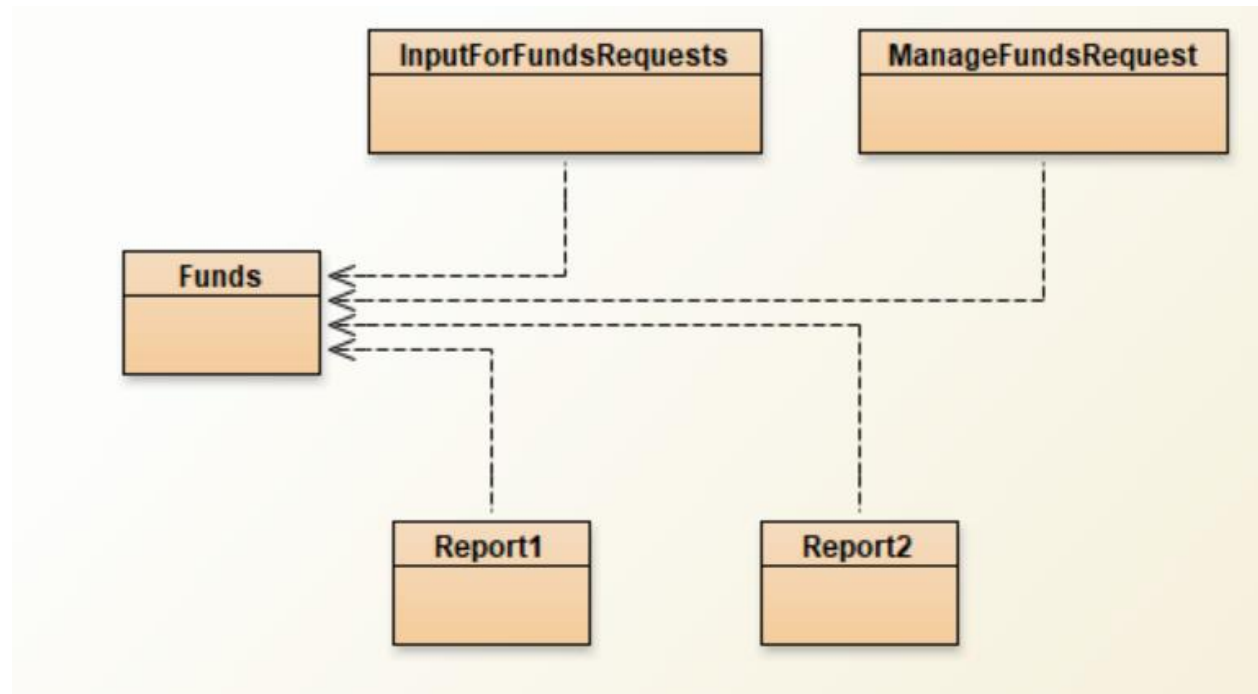 InputForFundsRequests
ManageFundsRequest
Funds
Report1
Report2